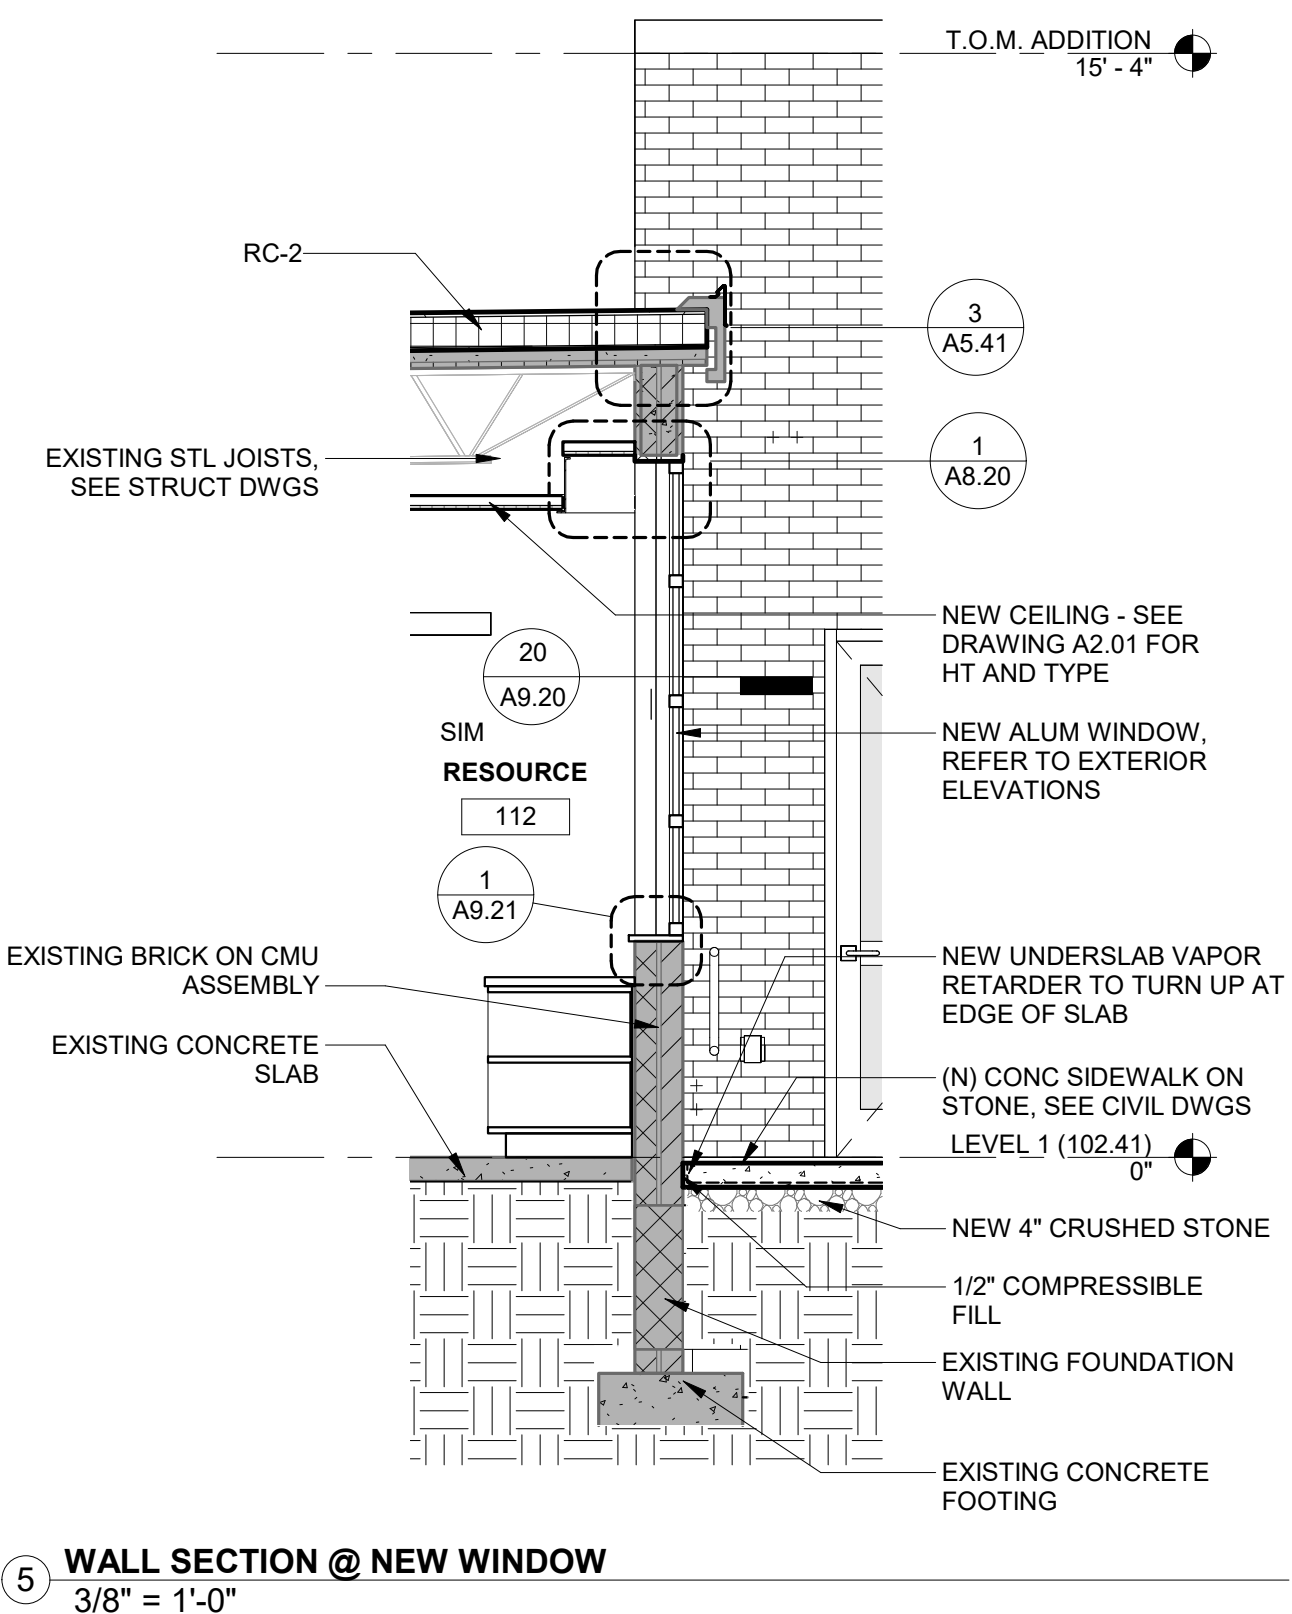 T.O.M. ADDITION
15' - 4"
RC-2
3
A5.41
EXISTING STL JOISTS,
SEE STRUCT DWGS
1
A8.20
NEW CEILING - SEE
DRAWING A2.01 FOR
HT AND TYPE
20
A9.20
SIM
NEW ALUM WINDOW,
REFER TO EXTERIOR
ELEVATIONS
RESOURCE
112
1
A9.21
EXISTING BRICK ON CMU
ASSEMBLY
NEW UNDERSLAB VAPOR
RETARDER TO TURN UP AT
EDGE OF SLAB
EXISTING CONCRETE
SLAB
(N) CONC SIDEWALK ON
STONE, SEE CIVIL DWGS
LEVEL 1 (102.41)
0"
NEW 4" CRUSHED STONE
1/2" COMPRESSIBLE
FILL
EXISTING FOUNDATION
WALL
EXISTING CONCRETE
FOOTING
5
WALL SECTION @ NEW WINDOW
3/8" = 1'-0"